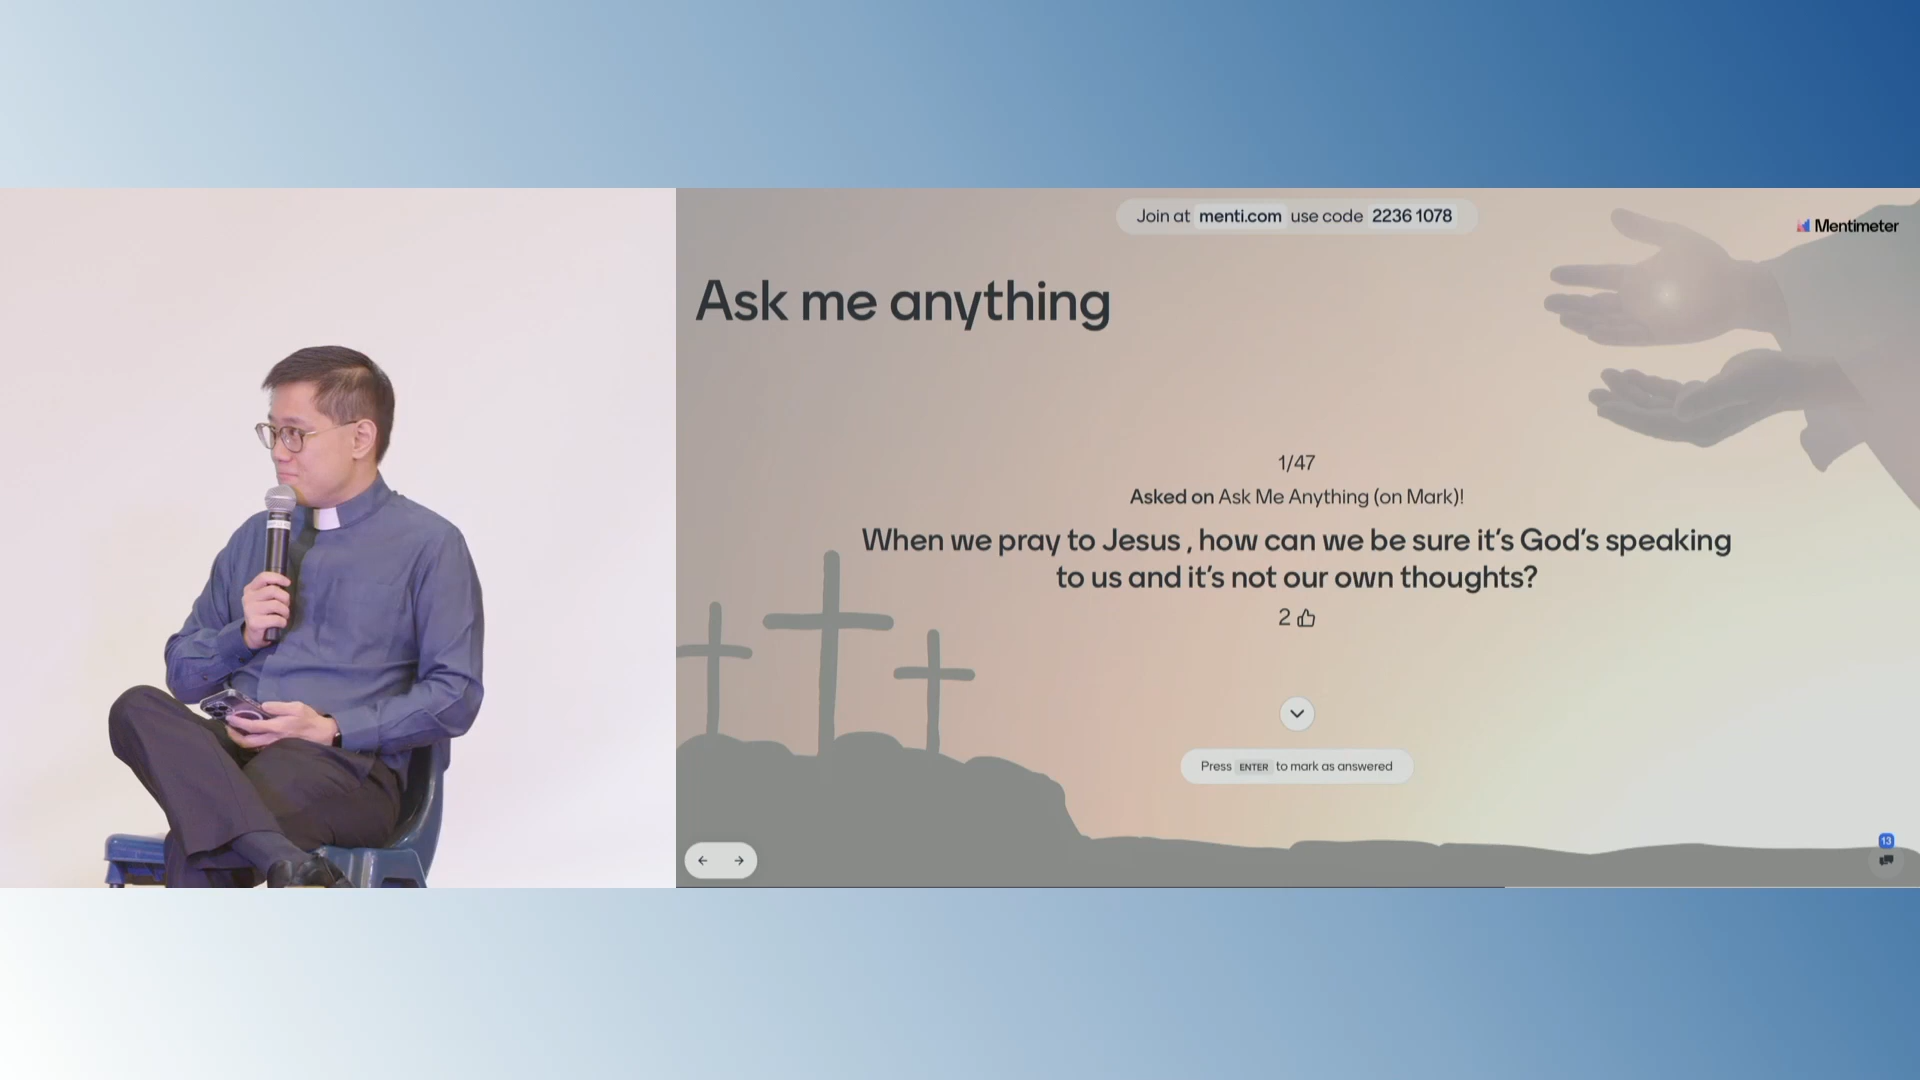 Join at menti.com use code 2236 1078
Mentimeter
Ask me anything
1/47
Asked on Ask Me Anything (on Mark)!
When we pray to Jesus , how can we be sure it's God's speaking
to us and it's not our own thoughts?
2
Press ENTER to mark as answered
13